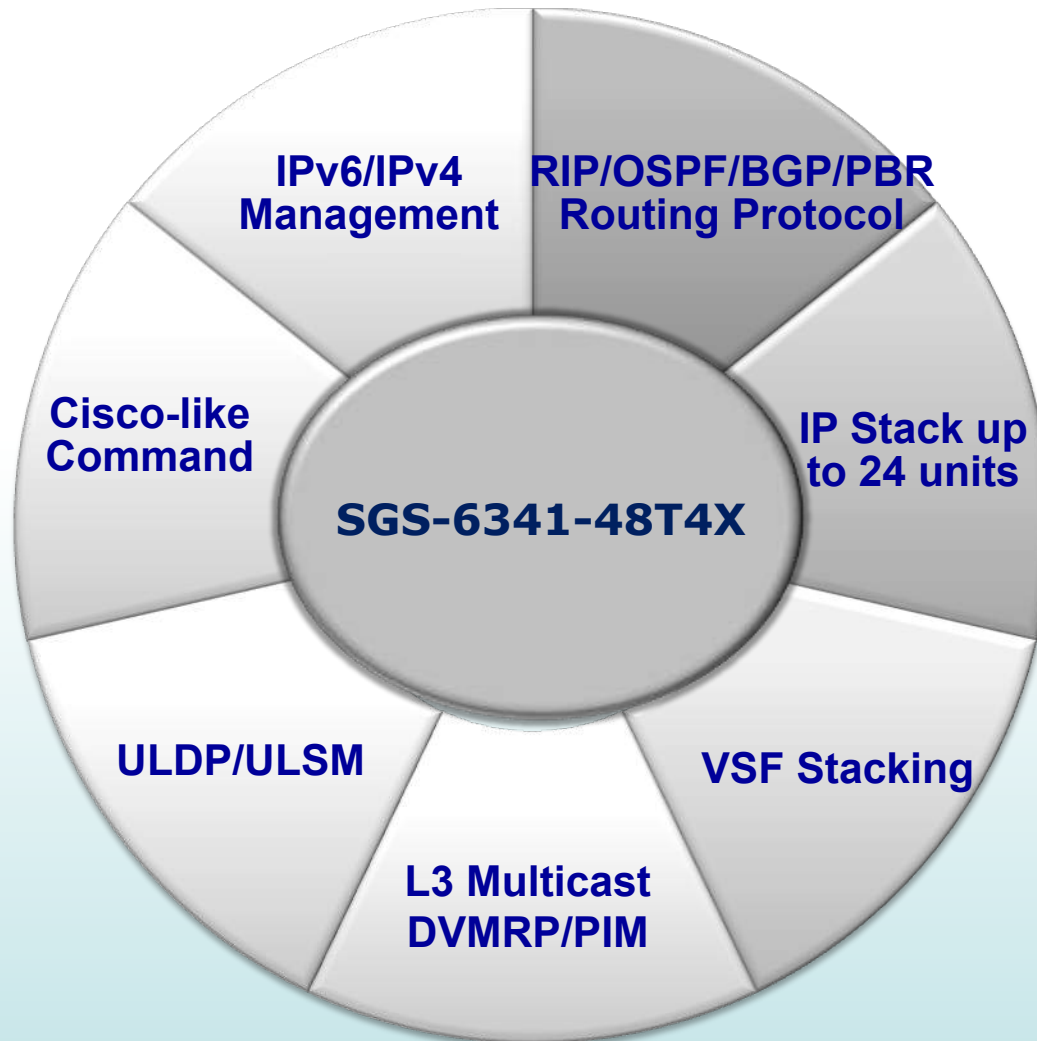 IPv6/IPv4
Management
RIP/OSPF/BGP/PBR
Routing Protocol
Cisco-like
Command
IP Stack up
to 24 units
SGS-6341-48T4X
ULDP/ULSM
VSF Stacking
L3 Multicast
DVMRP/PIM